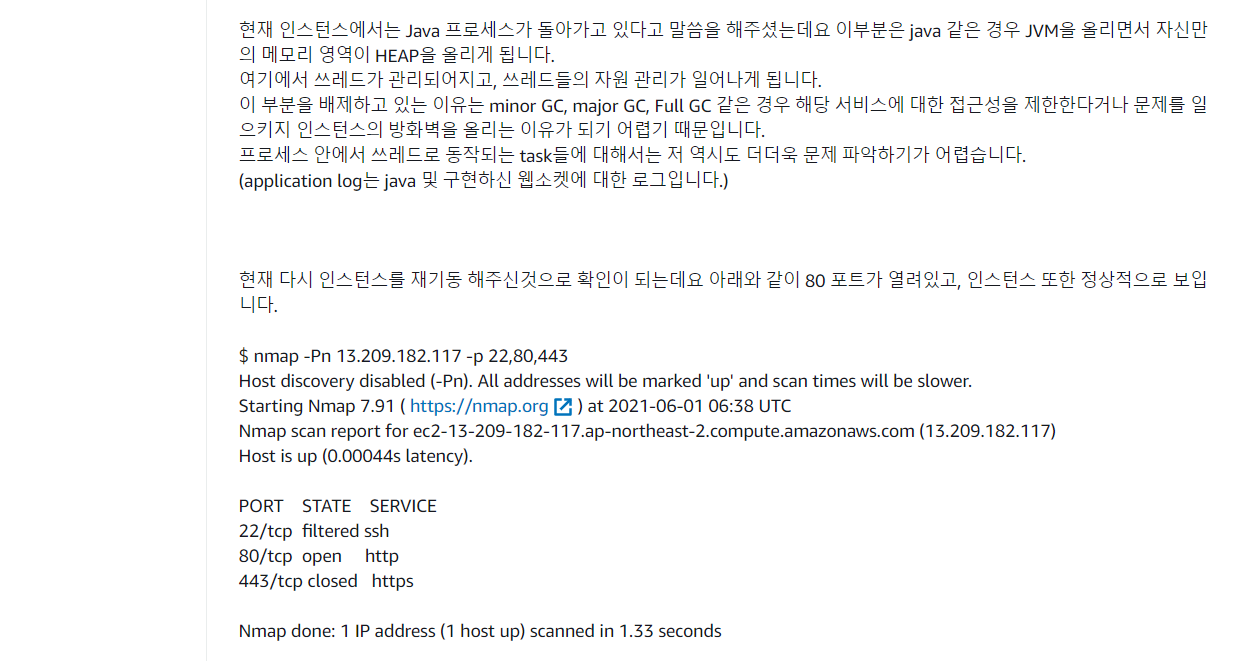 현재 인스턴스에서는 Java 프로세스가 돌아가고 있다고 말씀을 해주셨는데요 이부분은 java 같은 경우 JVM을 올리면서 자신만
의 메모리 영역이 HEAP을 올리게 됩니다.
여기에서 쓰레드가 관리되어지고, 쓰레드들의 자원 관리가 일어나게 됩니다.
이 부분을 배제하고 있는 이유는 minor GC, major GC, Full GC 같은 경우 해당 서비스에 대한 접근성을 제한한다거나 문제를 일
으키지 인스턴스의 방화벽을 올리는 이유가 되기 어렵기 때문입니다.
프로세스 안에서 쓰레드로 동작되는 task들에 대해서는 저 역시도 더더욱 문제 파악하기가 어렵습니다.
(application log는 java 및 구현하신 웹소켓에 대한 로그입니다.)
현재 다시 인스턴스를 재기동 해주신것으로 확인이 되는데요 아래와 같이 80 포트가 열려있고, 인스턴스 또한 정상적으로 보입
니다.
$ nmap -Pn 13.209.182.117 -p 22,80,443
Host discovery disabled (-Pn). All addresses will be marked 'up' and scan times will be slower.
Starting Nmap 7.91 ( https://nmap.org ) at 2021-06-01 06:38 UTC
Nmap scan report for ec2-13-209-182-117.ap-northeast-2.compute.amazonaws.com (13.209.182.117)
Host is up (0.00044s latency).
PORT STATE SERVICE
22/tcp filtered ssh
80/tcp open http
443/tcp closed https
Nmap done: 1 IP address (1 host up) scanned in 1.33 seconds